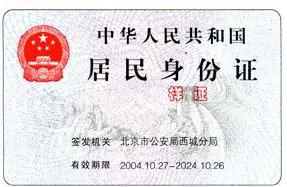 中华人民共和国
居民身份证
样证
签发机关 北京市公安局西城分局
有效期限 2004.10.27-2024.10.26